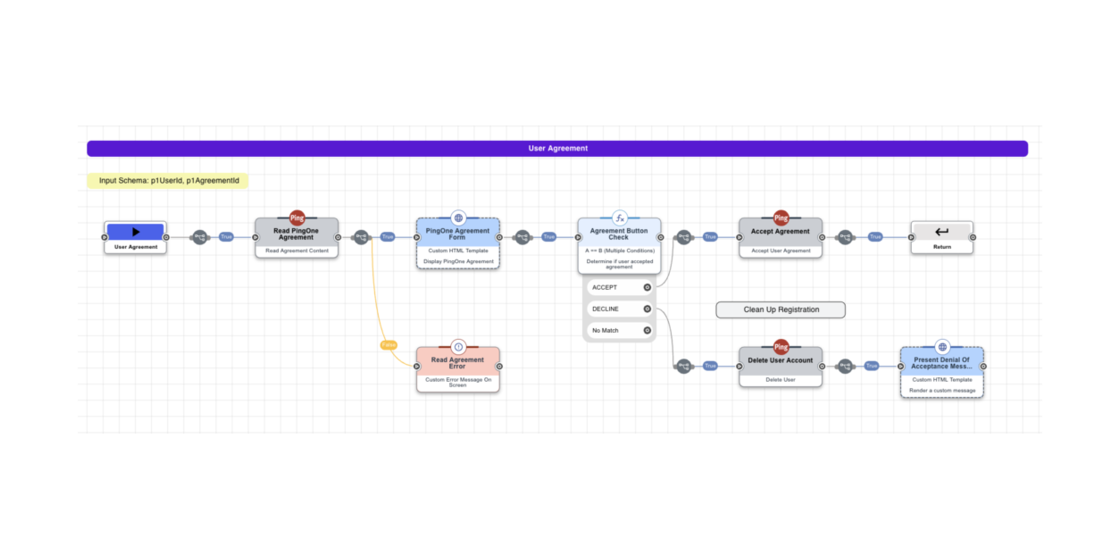 User Agreement
Input Schema: p1UserId, p1AgreementId
User Agreement
True
Ping
Read PingOne
Agreement
Read Agreement Content
True
PingOne Agreement
Form
Custom HTML Template
Display PingOne Agreement
True
Agreement Button
Check
A == B (Multiple Conditions)
Determine if user accepted
agreement
ACCEPT
DECLINE
No Match
True
Ping
Accept Agreement
Accept User Agreement
True
Return
Clean Up Registration
False
Read Agreement
Error
Custom Error Message On
Screen
True
Ping
Delete User Account
Delete User
True
Present Denial Of
Acceptance Mess...
Custom HTML Template
Render a custom message